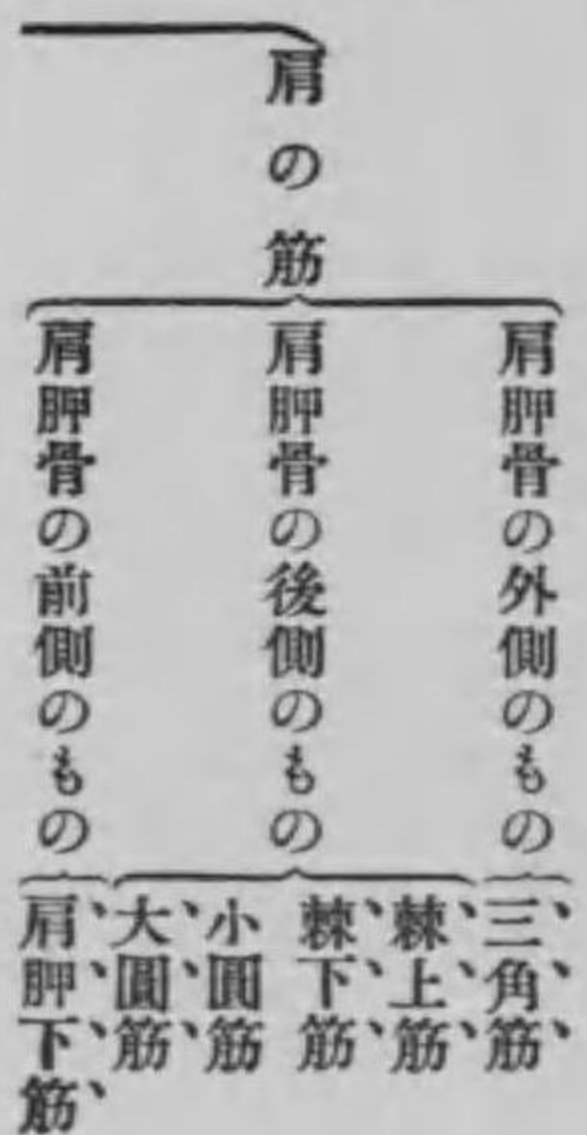 肩の筋
肩胛骨の外側のもの
三角筋
肩胛骨の後側のもの
棘上筋
棘下筋
小圓筋
大圓筋
肩胛骨の前側のもの
肩胛下筋